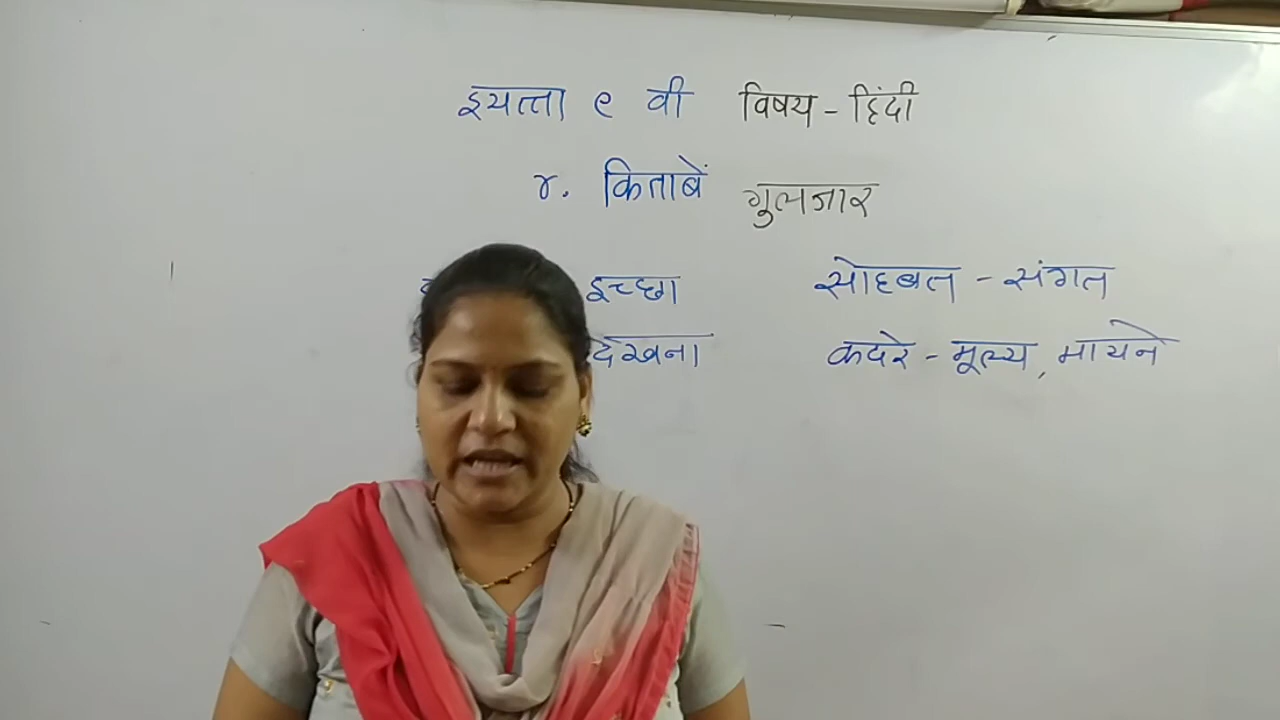 इयत्ता ९ वी विषय - हिंदी
४. किताबें गुलजार
इच्छा सोहबत - संगत
देखना कदरे - मूल्य, मायने